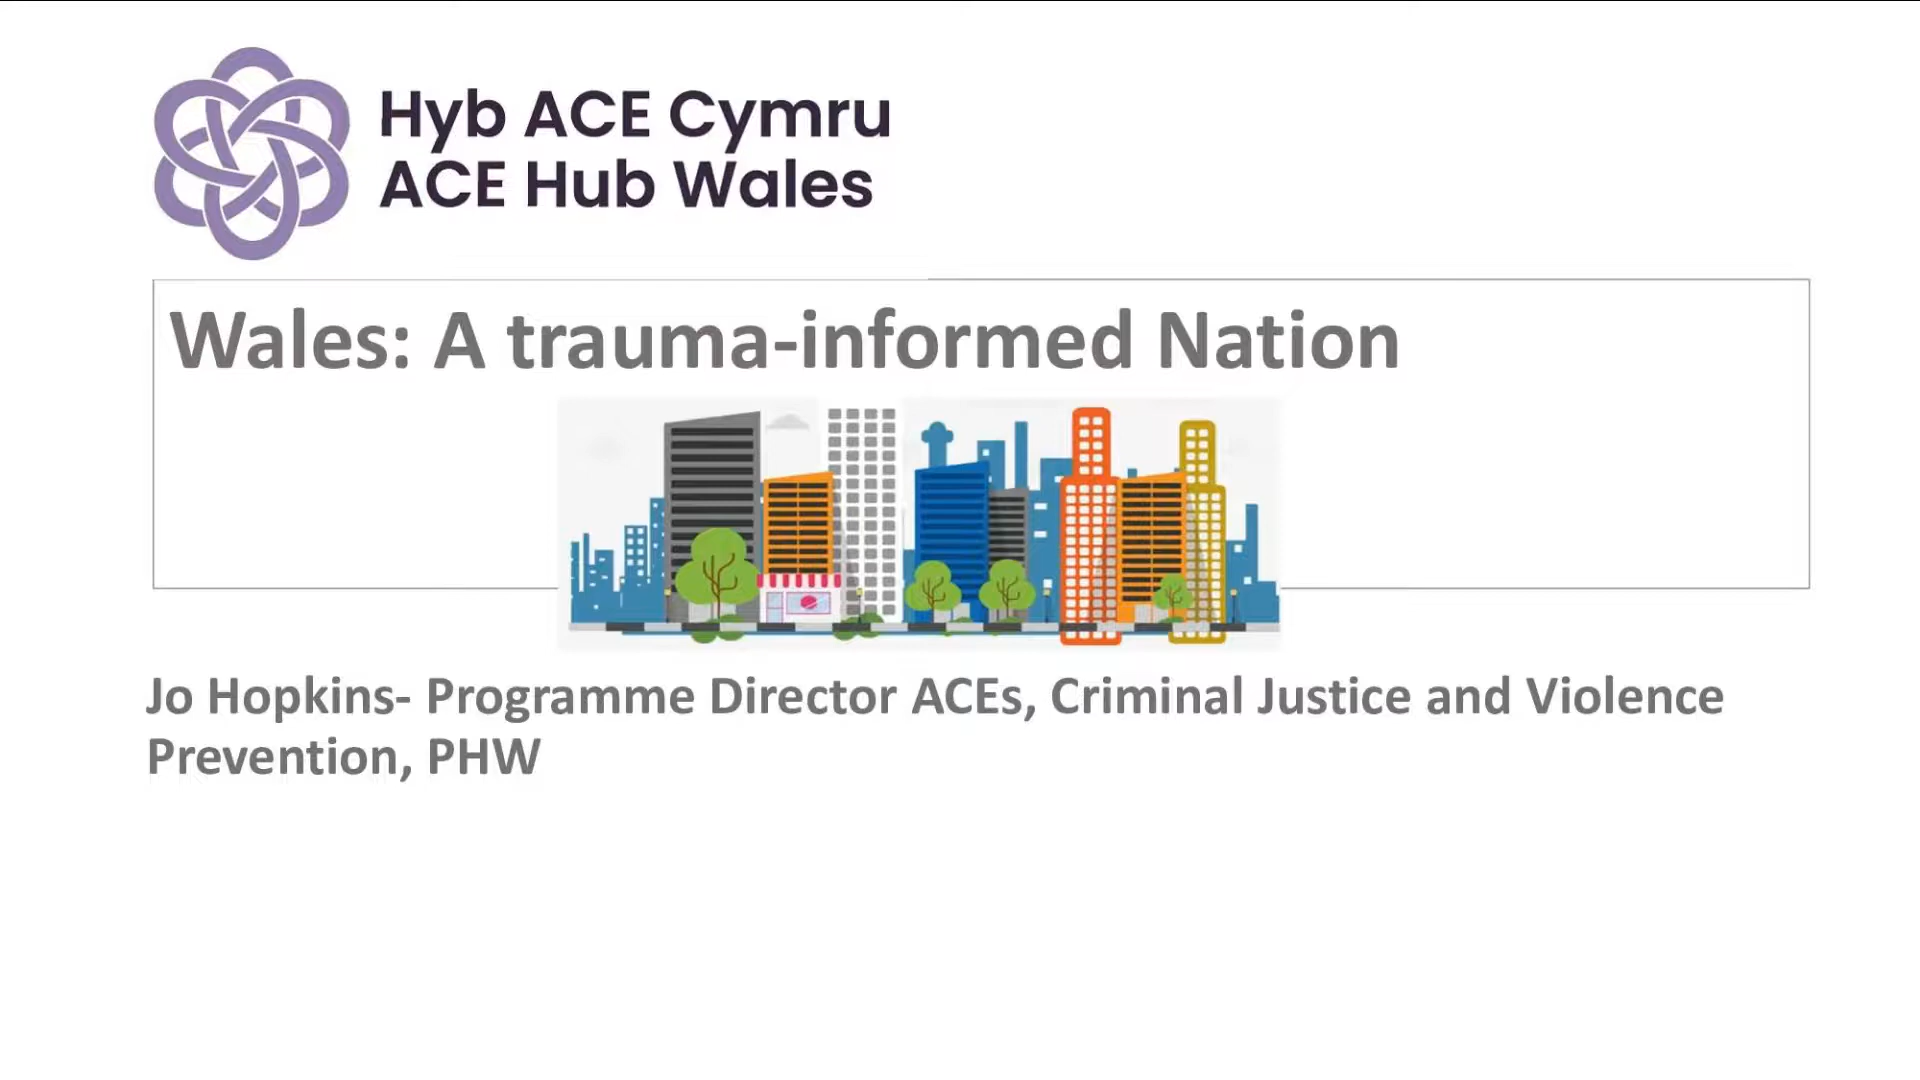 Hyb ACE Cymru
ACE Hub Wales
Wales: A trauma-informed Nation
Jo Hopkins- Programme Director ACEs, Criminal Justice and Violence
Prevention, PHW